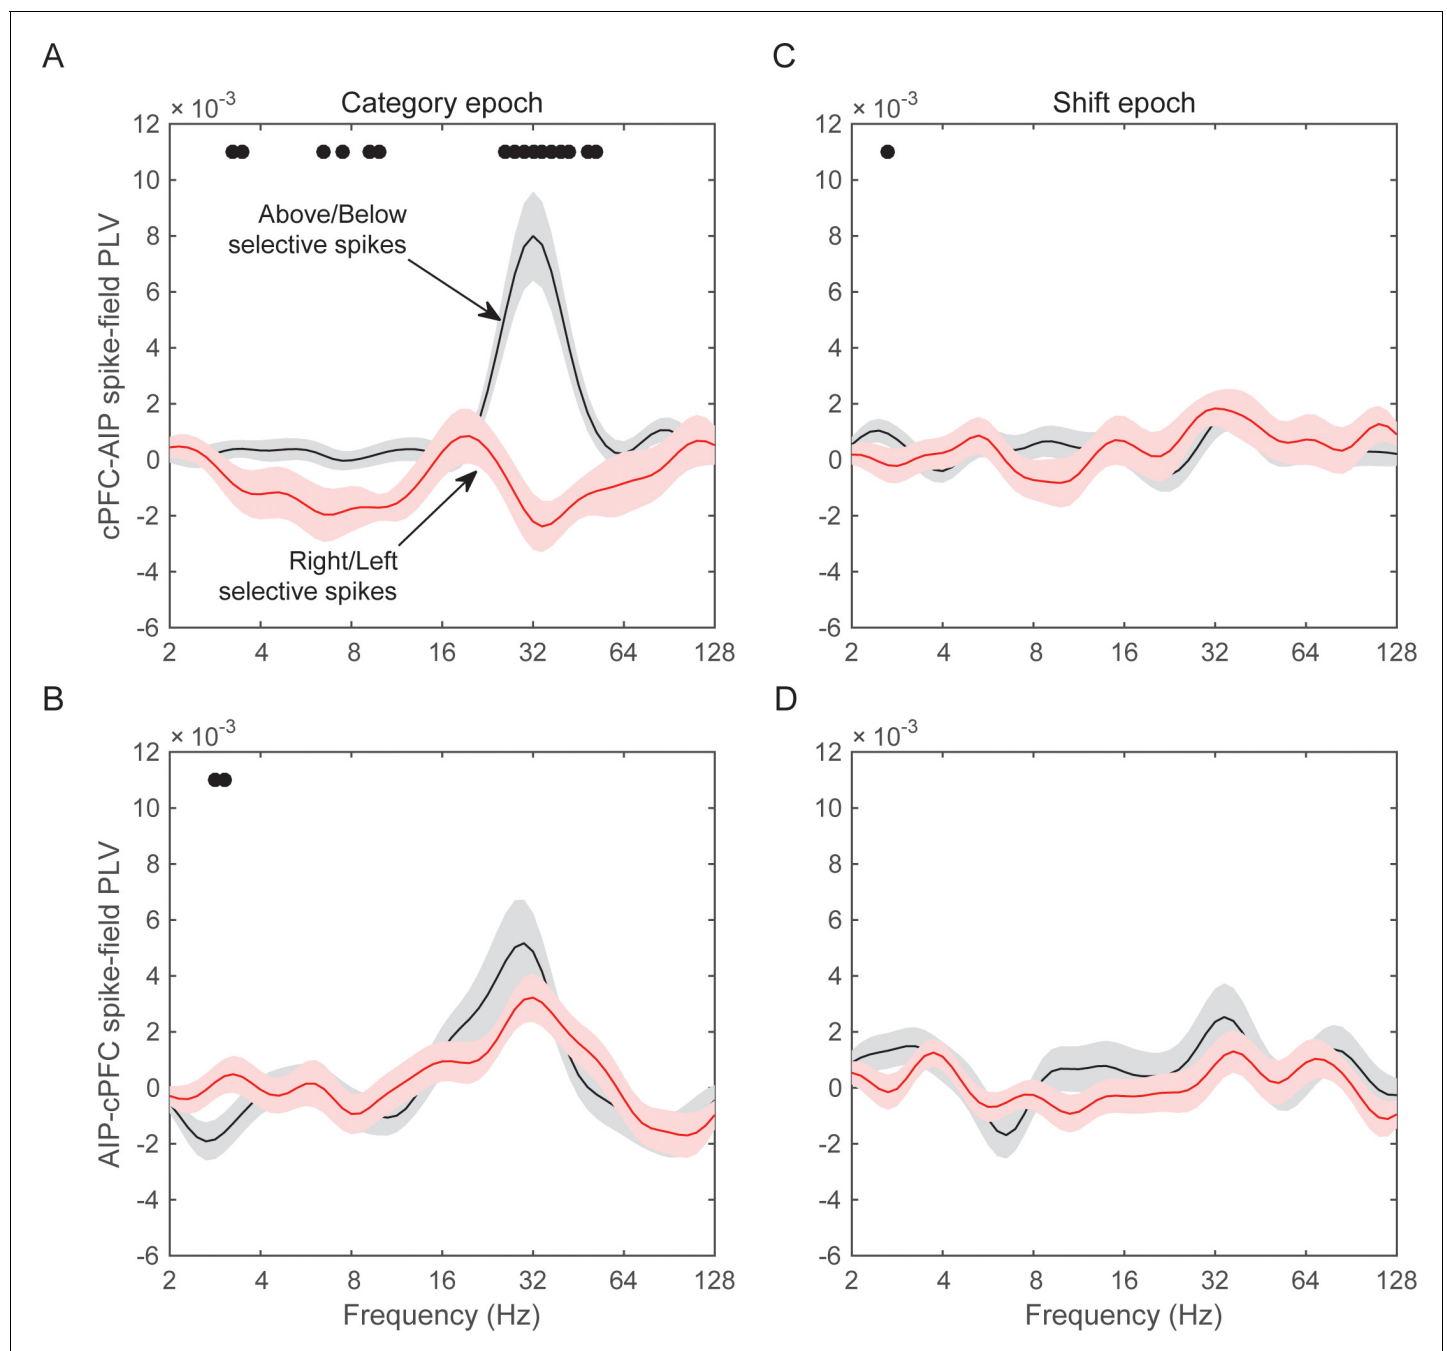 A
× 10-3
Category epoch
12
10
8
6
4
2
0
-2
-4
-6
cPFC-AIP spike-field PLV
Above/Below
selective spikes
Right/Left
selective spikes
2 4 8 16 32 64 128
C
× 10-3
Shift epoch
12
10
8
6
4
2
0
-2
-4
-6
2 4 8 16 32 64 128
B
× 10-3
12
10
8
6
4
2
0
-2
-4
-6
AIP-cPFC spike-field PLV
2 4 8 16 32 64 128
Frequency (Hz)
D
× 10-3
12
10
8
6
4
2
0
-2
-4
-6
2 4 8 16 32 64 128
Frequency (Hz)